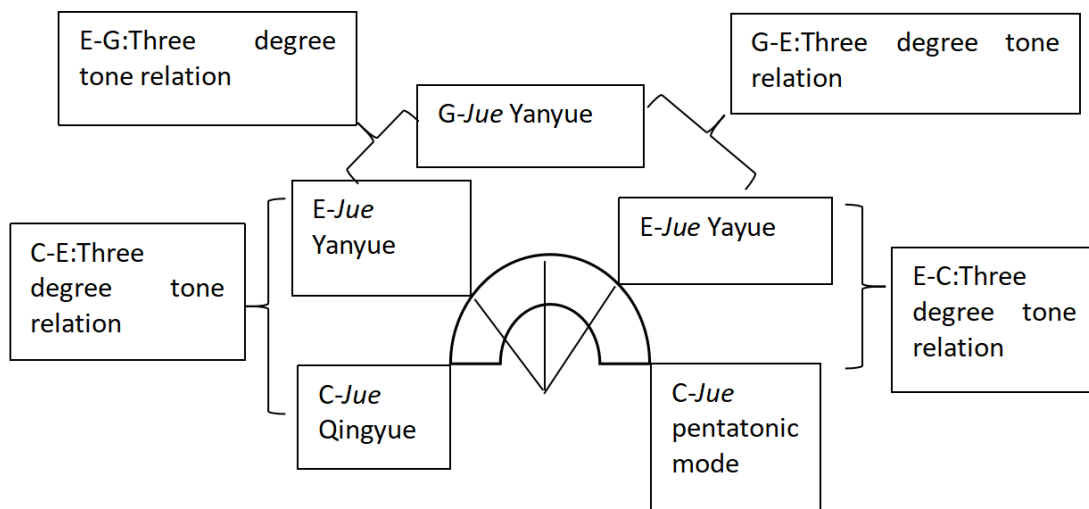 E-G:Three degree
tone relation
G-E:Three degree tone
relation
G-Jue Yanyue
E-Jue
Yanyue
E-Jue Yayue
C-E:Three
degree tone
relation
E-C:Three
degree tone
relation
C-Jue
Qingyue
C-Jue
pentatonic
mode